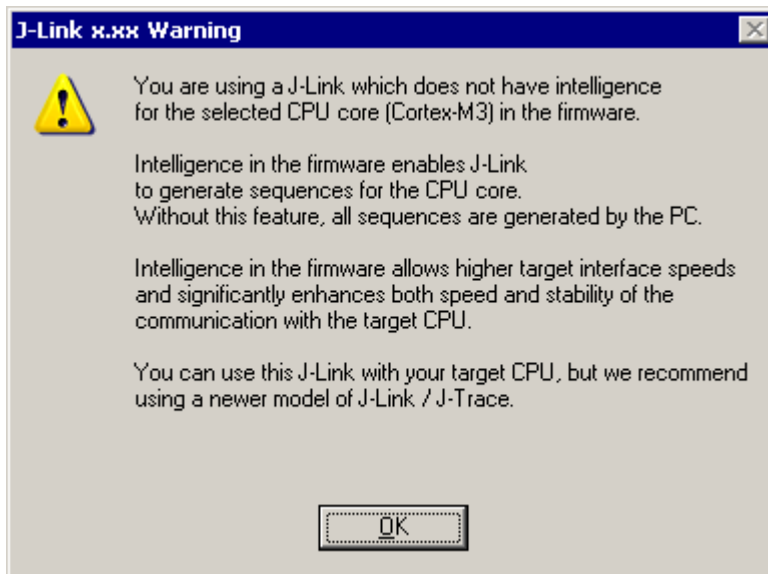 J-Link x.xx Warning
You are using a J-Link which does not have intelligence
for the selected CPU core (Cortex-M3) in the firmware.
Intelligence in the firmware enables J-Link
to generate sequences for the CPU core.
Without this feature, all sequences are generated by the PC.
Intelligence in the firmware allows higher target interface speeds
and significantly enhances both speed and stability of the
communication with the target CPU.
You can use this J-Link with your target CPU, but we recommend
using a newer model of J-Link / J-Trace.
OK